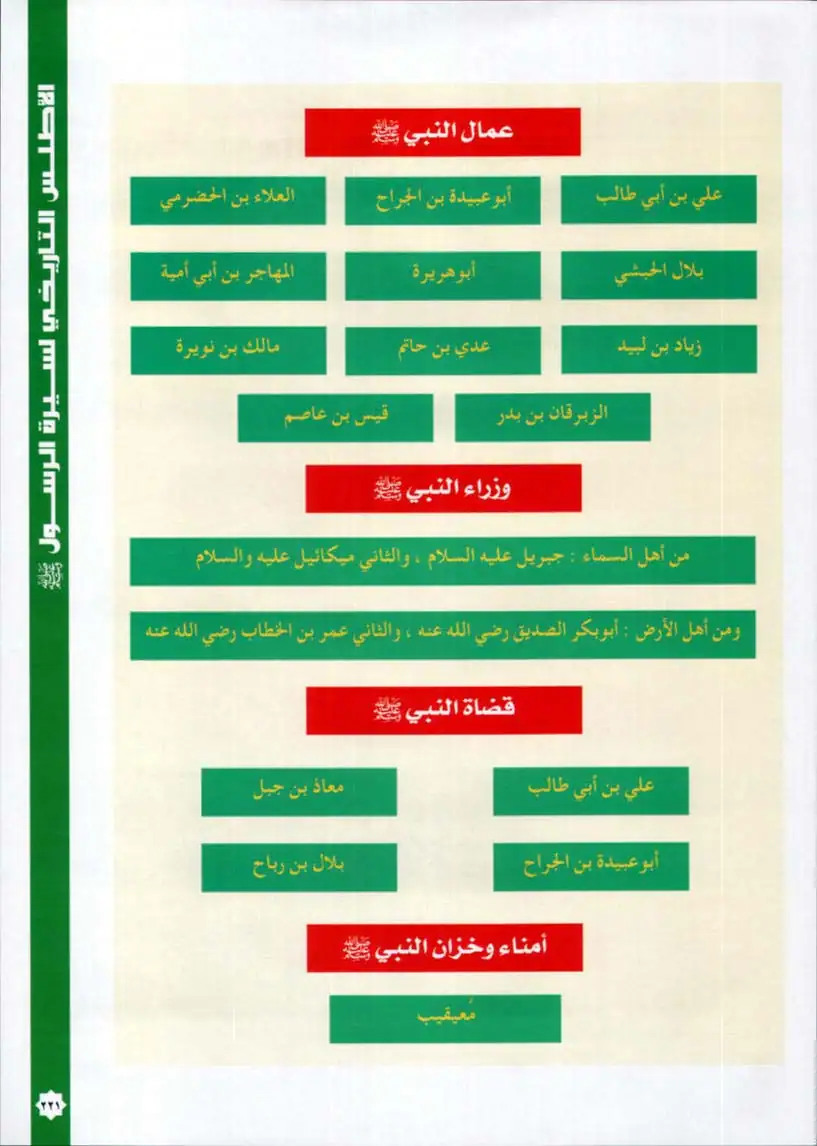 عمال النبي ﷺ
علي بن أبي طالب
أبوعبيدة بن الجراح
العلاء بن الحضرمي
بلال الحبشي
أبوهريرة
المهاجر بن أبي أمية
زياد بن لبيد
عدي بن حاتم
مالك بن نويرة
الزبرقان بن بدر
قيس بن عاصم
وزراء النبي ﷺ
من أهل السماء : جبريل عليه السلام ، والثاني ميكائيل عليه والسلام
ومن أهل الأرض : أبوبكر الصديق رضي الله عنه ، والثاني عمر بن الخطاب رضي الله عنه
قضاة النبي ﷺ
علي بن أبي طالب
معاذ بن جبل
أبوعبيدة بن الجراح
بلال بن رباح
أمناء وخزان النبي ﷺ
مُعيقيب
الأطلس التاريخي لسيرة الرسول ﷺ
٢٢١